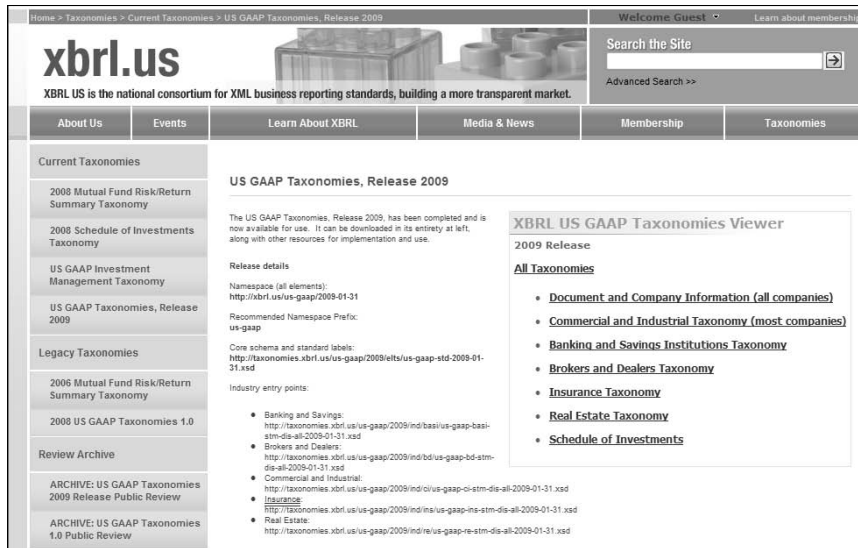 Home > Taxonomies > Current Taxonomies > US GAAP Taxonomies, Release 2009
Welcome Guest
Learn about membership
xbrl.us
XBRL US is the national consortium for XML business reporting standards, building a more transparent market.
Search the Site
Advanced Search >>
About Us
Events
Learn About XBRL
Media & News
Membership
Taxonomies
Current Taxonomies
2008 Mutual Fund Risk/Return
Summary Taxonomy
2008 Schedule of Investments
Taxonomy
US GAAP Investment
Management Taxonomy
US GAAP Taxonomies, Release
2009
Legacy Taxonomies
2006 Mutual Fund Risk/Return
Summary Taxonomy
2008 US GAAP Taxonomies 1.0
Review Archive
ARCHIVE: US GAAP Taxonomies
2009 Release Public Review
ARCHIVE: US GAAP Taxonomies
1.0 Public Review
US GAAP Taxonomies, Release 2009
The US GAAP Taxonomies, Release 2009, has been completed and is
now available for use. It can be downloaded in its entirety at left,
along with other resources for implementation and use.
Release details
Namespace (all elements):
http://xbrl.us/us-gaap/2009-01-31
Recommended Namespace Prefix:
us-gaap
Core schema and standard labels:
http://taxonomies.xbrl.us/us-gaap/2009/elts/us-gaap-std-2009-01-
31.xsd
Industry entry points:
Banking and Savings:
http://taxonomies.xbrl.us/us-gaap/2009/ind/basi/us-gaap-basi-
stm-dis-all-2009-01-31.xsd
Brokers and Dealers:
http://taxonomies.xbrl.us/us-gaap/2009/ind/bd/us-gaap-bd-stm-
dis-all-2009-01-31.xsd
Commercial and Industrial:
http://taxonomies.xbrl.us/us-gaap/2009/ind/ci/us-gaap-ci-stm-dis-all-2009-01-31.xsd
Insurance:
http://taxonomies.xbrl.us/us-gaap/2009/ind/ins/us-gaap-ins-stm-dis-all-2009-01-31.xsd
Real Estate:
http://taxonomies.xbrl.us/us-gaap/2009/ind/re/us-gaap-re-stm-dis-all-2009-01-31.xsd
XBRL US GAAP Taxonomies Viewer
2009 Release
All Taxonomies
Document and Company Information (all companies)
Commercial and Industrial Taxonomy (most companies)
Banking and Savings Institutions Taxonomy
Brokers and Dealers Taxonomy
Insurance Taxonomy
Real Estate Taxonomy
Schedule of Investments